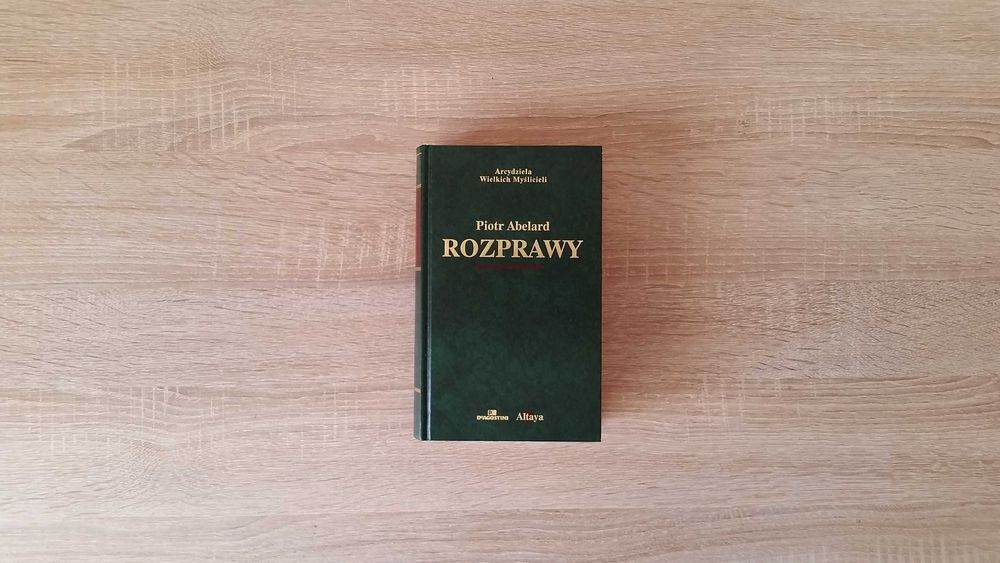 Arcydzieła
Wielkich Myślicieli
Piotr Abelard
ROZPRAWY
DeAGOSTINI Altaya